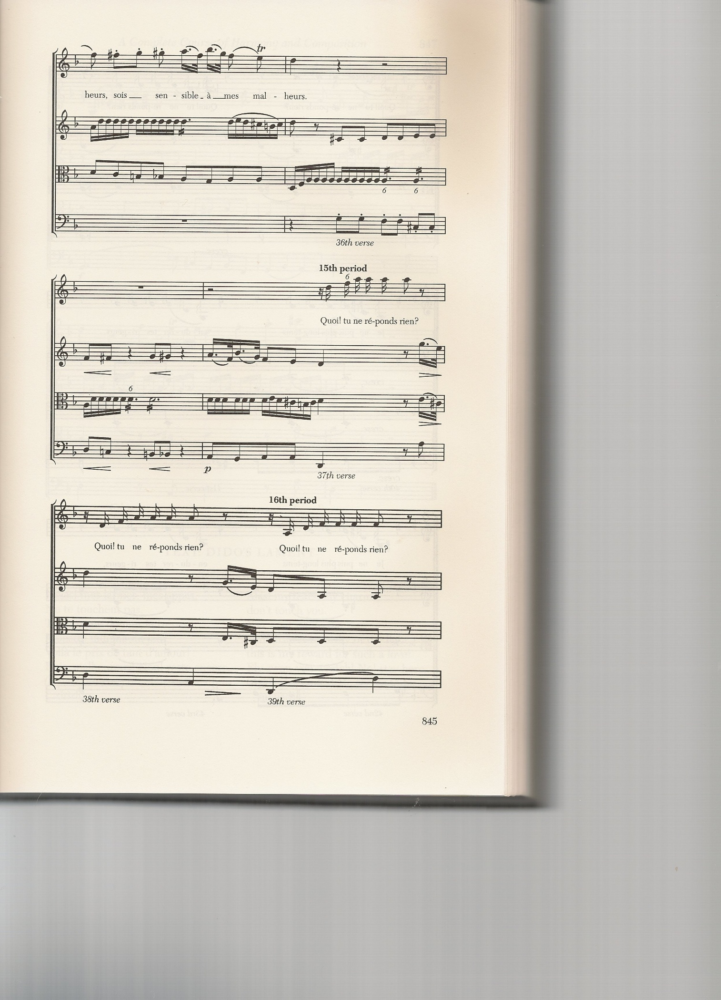 tr
heurs, sois sen - sible à mes mal - heurs.
6 6
36th verse
15th period
6
Quoi! tu ne ré-ponds rien?
6
p
37th verse
16th period
Quoi! tu ne ré-ponds rien? Quoi! tu ne ré-ponds rien?
38th verse 39th verse
845